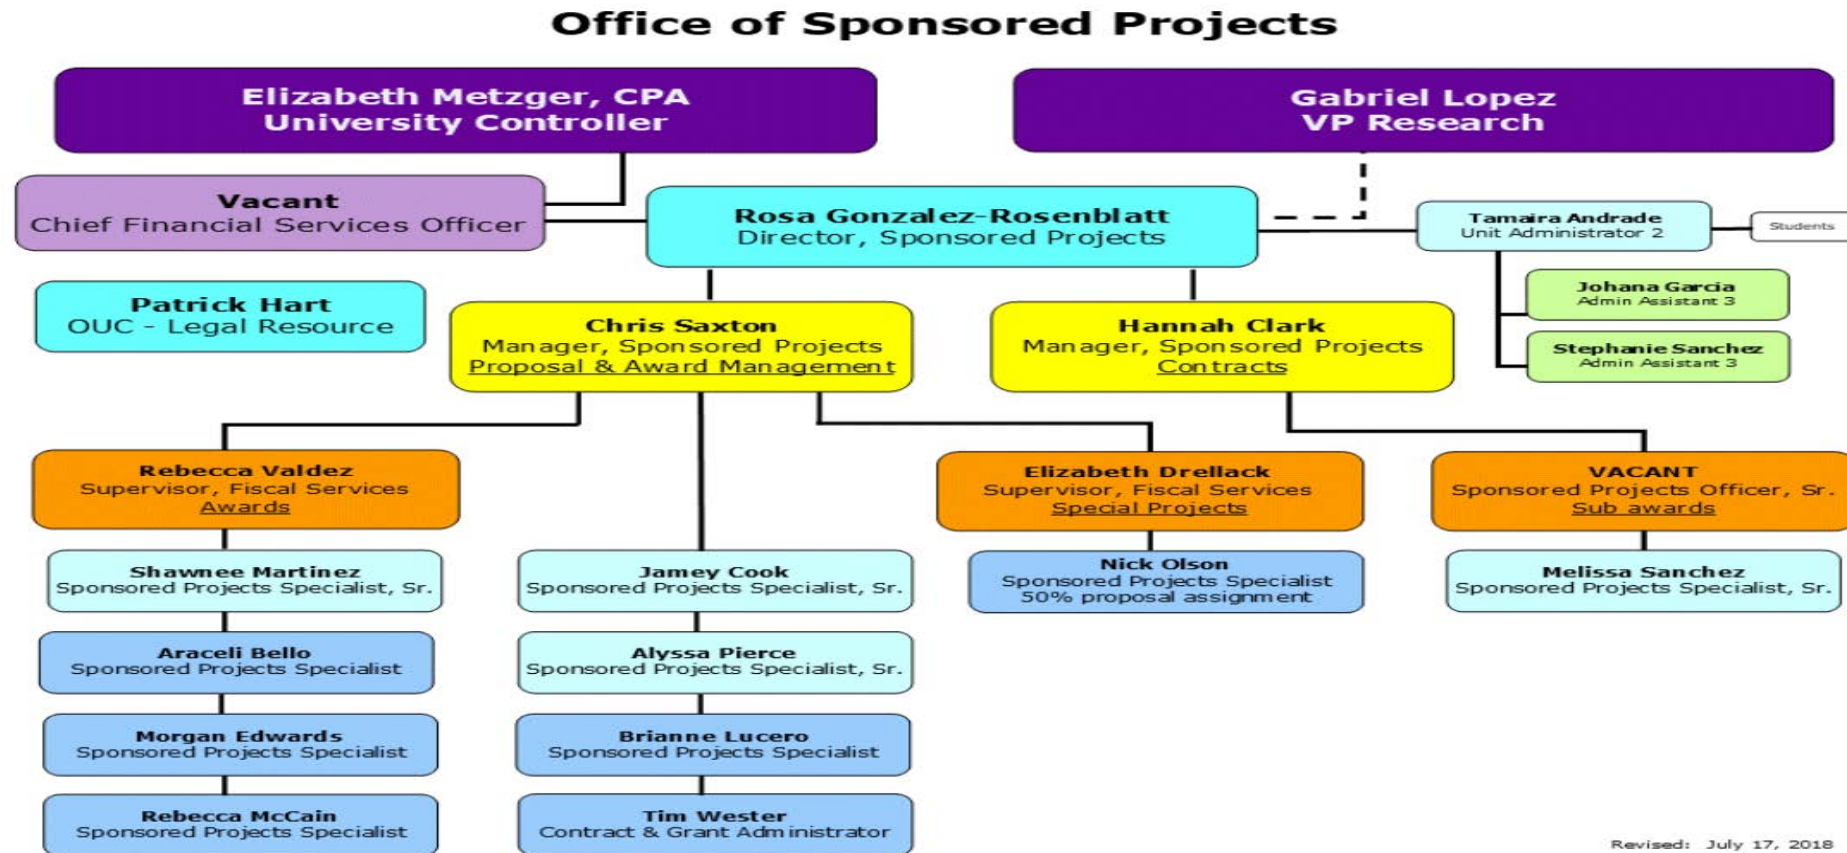 Office of Sponsored Projects
Elizabeth Metzger, CPA
University Controller
Gabriel Lopez
VP Research
Vacant
Chief Financial Services Officer
Rosa Gonzalez-Rosenblatt
Director, Sponsored Projects
Tamaira Andrade
Unit Administrator 2
Students
Johana Garcia
Admin Assistant 3
Stephanie Sanchez
Admin Assistant 3
Patrick Hart
OUC - Legal Resource
Chris Saxton
Manager, Sponsored Projects
Proposal & Award Management
Hannah Clark
Manager, Sponsored Projects
Contracts
Rebecca Valdez
Supervisor, Fiscal Services
Awards
Elizabeth Drellack
Supervisor, Fiscal Services
Special Projects
VACANT
Sponsored Projects Officer, Sr.
Sub awards
Shawnee Martinez
Sponsored Projects Specialist, Sr.
Jamey Cook
Sponsored Projects Specialist, Sr.
Nick Olson
Sponsored Projects Specialist
50% proposal assignment
Melissa Sanchez
Sponsored Projects Specialist, Sr.
Araceli Bello
Sponsored Projects Specialist
Alyssa Pierce
Sponsored Projects Specialist, Sr.
Morgan Edwards
Sponsored Projects Specialist
Brianne Lucero
Sponsored Projects Specialist
Rebecca McCain
Sponsored Projects Specialist
Tim Wester
Contract & Grant Administrator
Revised: July 17, 2018